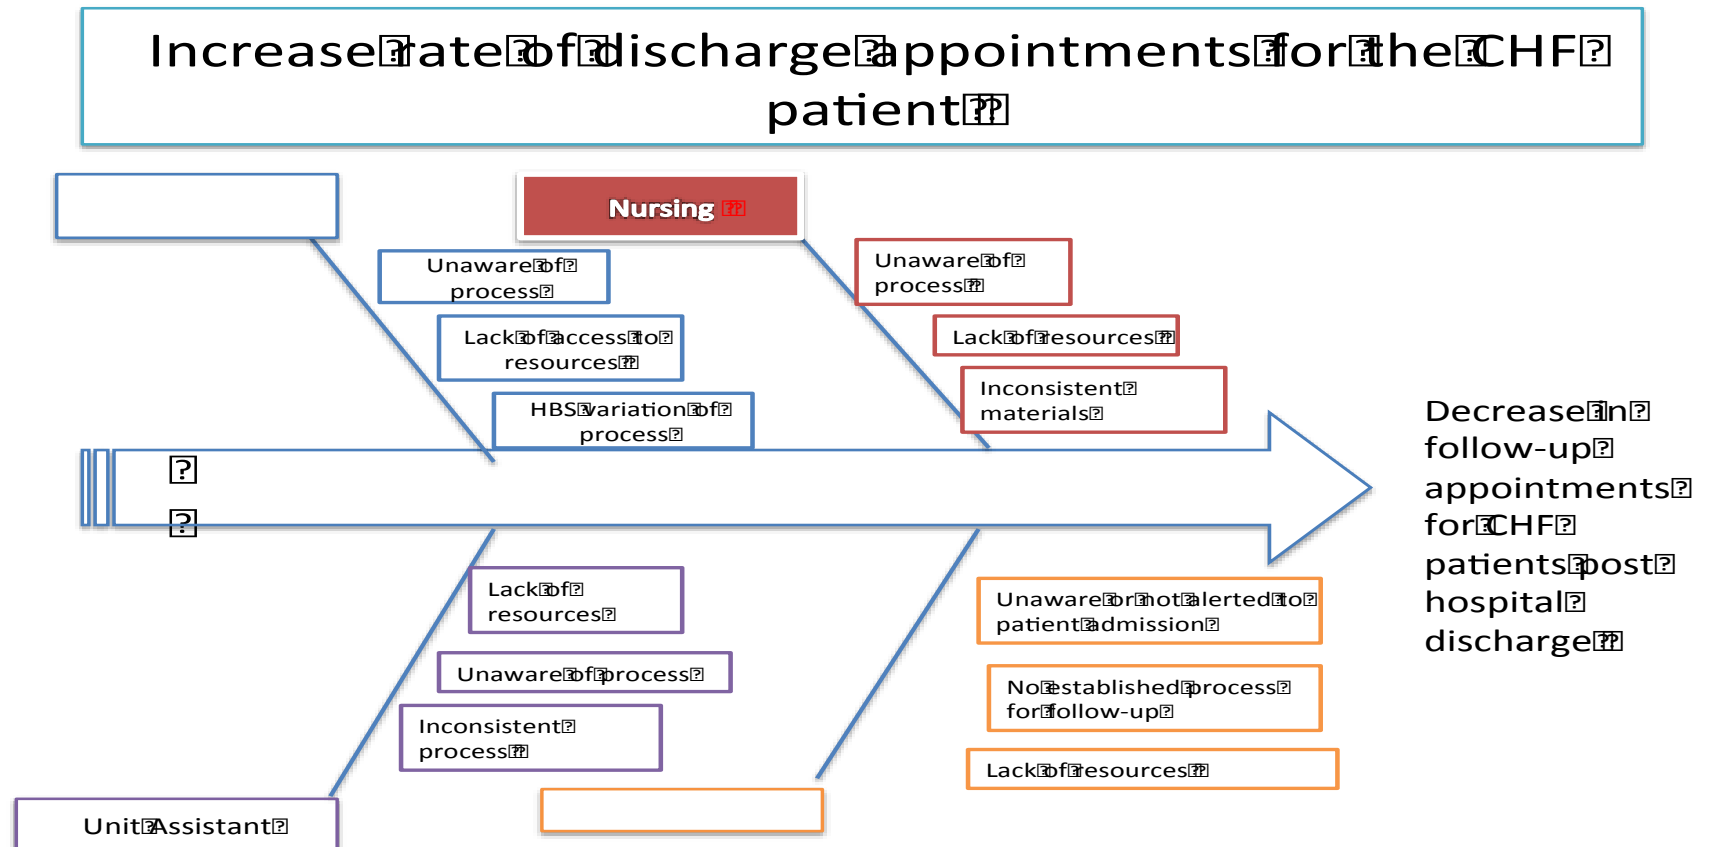 Increase rate of discharge appointments for the CHF
patient
Nursing
Unaware of
process
Lack of access to
resources
HBS variation of
process
Unaware of
process
Lack of resources
Inconsistent
materials
Decrease in
follow-up
appointments
for CHF
patients post
hospital
discharge
Lack of
resources
Unaware of process
Inconsistent
process
Unit Assistant
Unaware or not alerted to
patient admission
No established process
for follow-up
Lack of resources